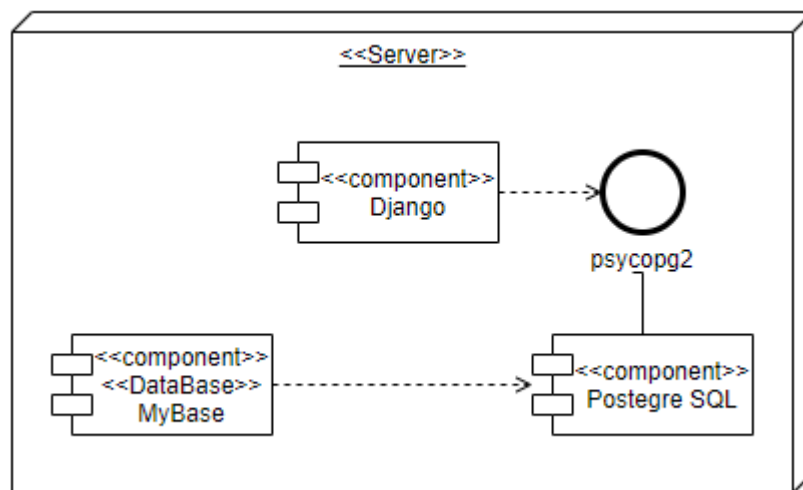 <<Server>>
<<component>>
Django
psycopg2
<<component>>
<<DataBase>>
MyBase
<<component>>
Postegre SQL